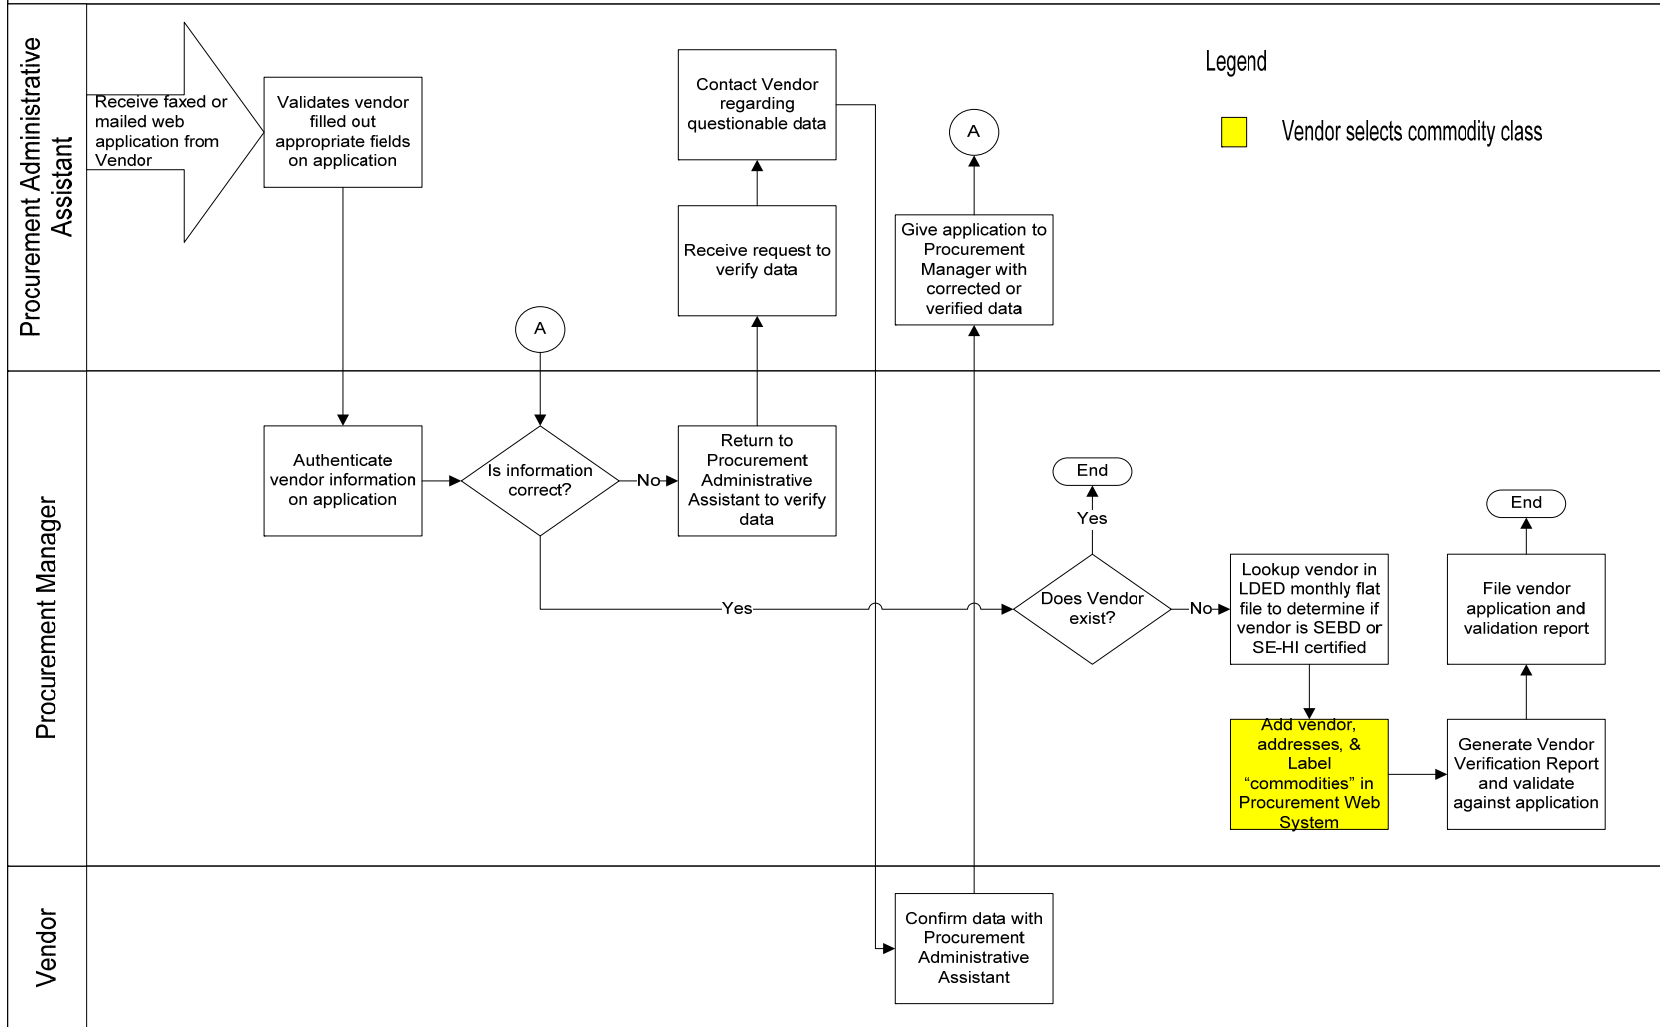 Procurement Administrative
Assistant
Receive faxed or
mailed web
application from
Vendor
Validates vendor
filled out
appropriate fields
on application
Contact Vendor
regarding
questionable data
Receive request to
verify data
A
Give application to
Procurement
Manager with
corrected or
verified data
A
Legend
Vendor selects commodity class
Procurement Manager
Authenticate
vendor information
on application
Is information
correct?
No
Return to
Procurement
Administrative
Assistant to verify
data
Yes
End
Yes
Does Vendor
exist?
No
Lookup vendor in
LDED monthly flat
file to determine if
vendor is SEBD or
SE-HI certified
Add vendor,
addresses, &
Label
“commodities” in
Procurement Web
System
Generate Vendor
Verification Report
and validate
against application
File vendor
application and
validation report
End
Vendor
Confirm data with
Procurement
Administrative
Assistant